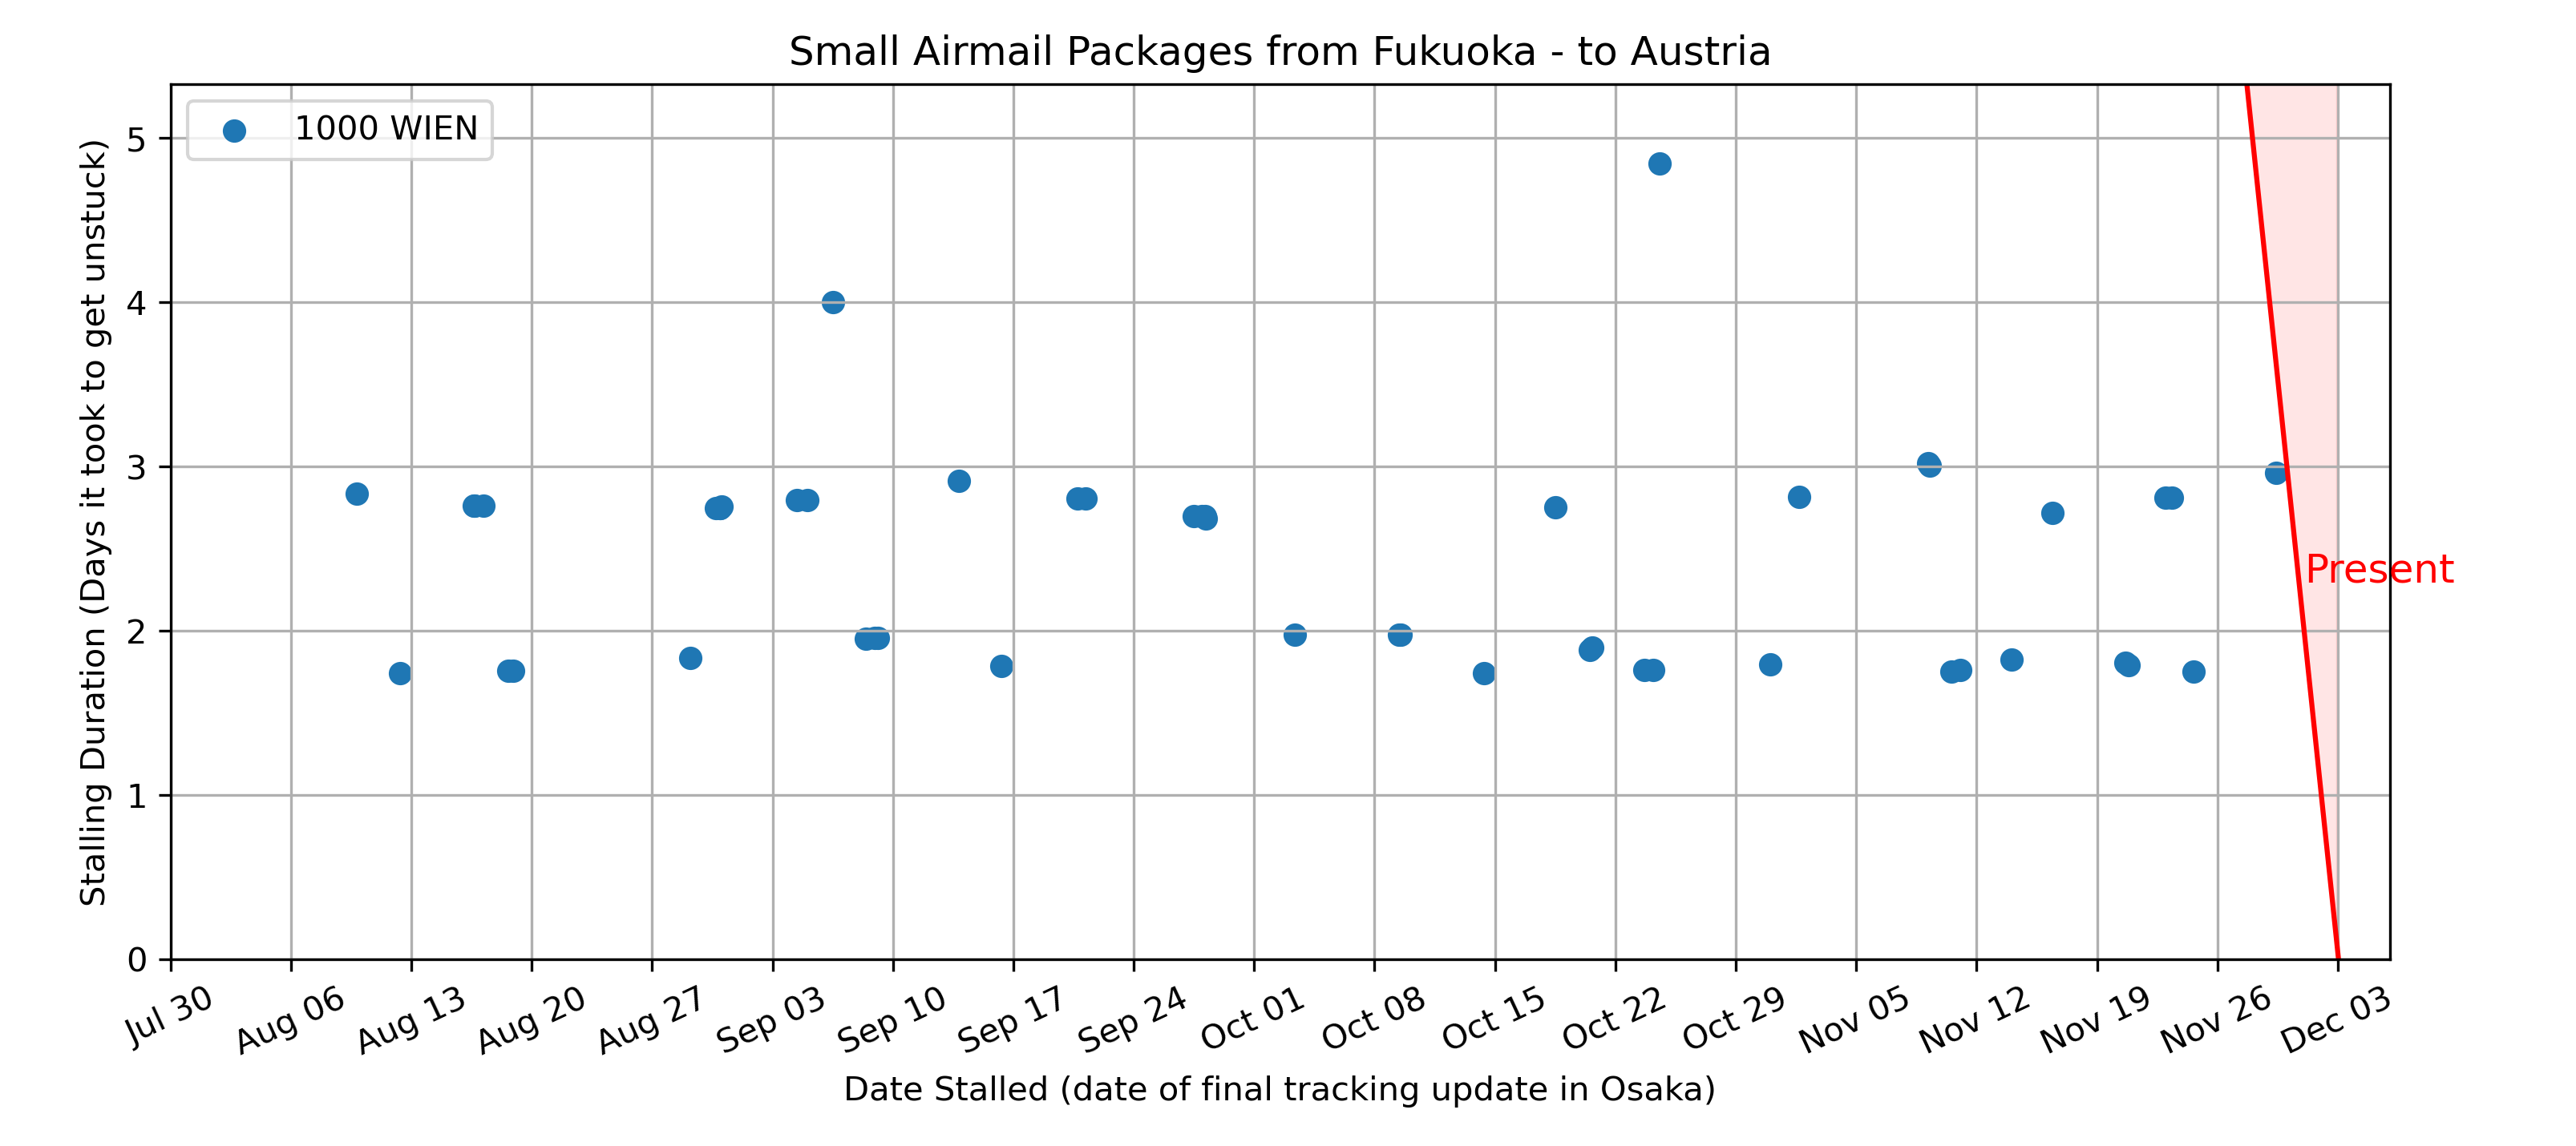 Small Airmail Packages from Fukuoka - to Austria
1000 WIEN
Stalling Duration (Days it took to get unstuck)
5
4
3
2
1
0
Present
Jul 30
Aug 06
Aug 13
Aug 20
Aug 27
Sep 03
Sep 10
Sep 17
Sep 24
Oct 01
Oct 08
Oct 15
Oct 22
Oct 29
Nov 05
Nov 12
Nov 19
Nov 26
Dec 03
Date Stalled (date of final tracking update in Osaka)